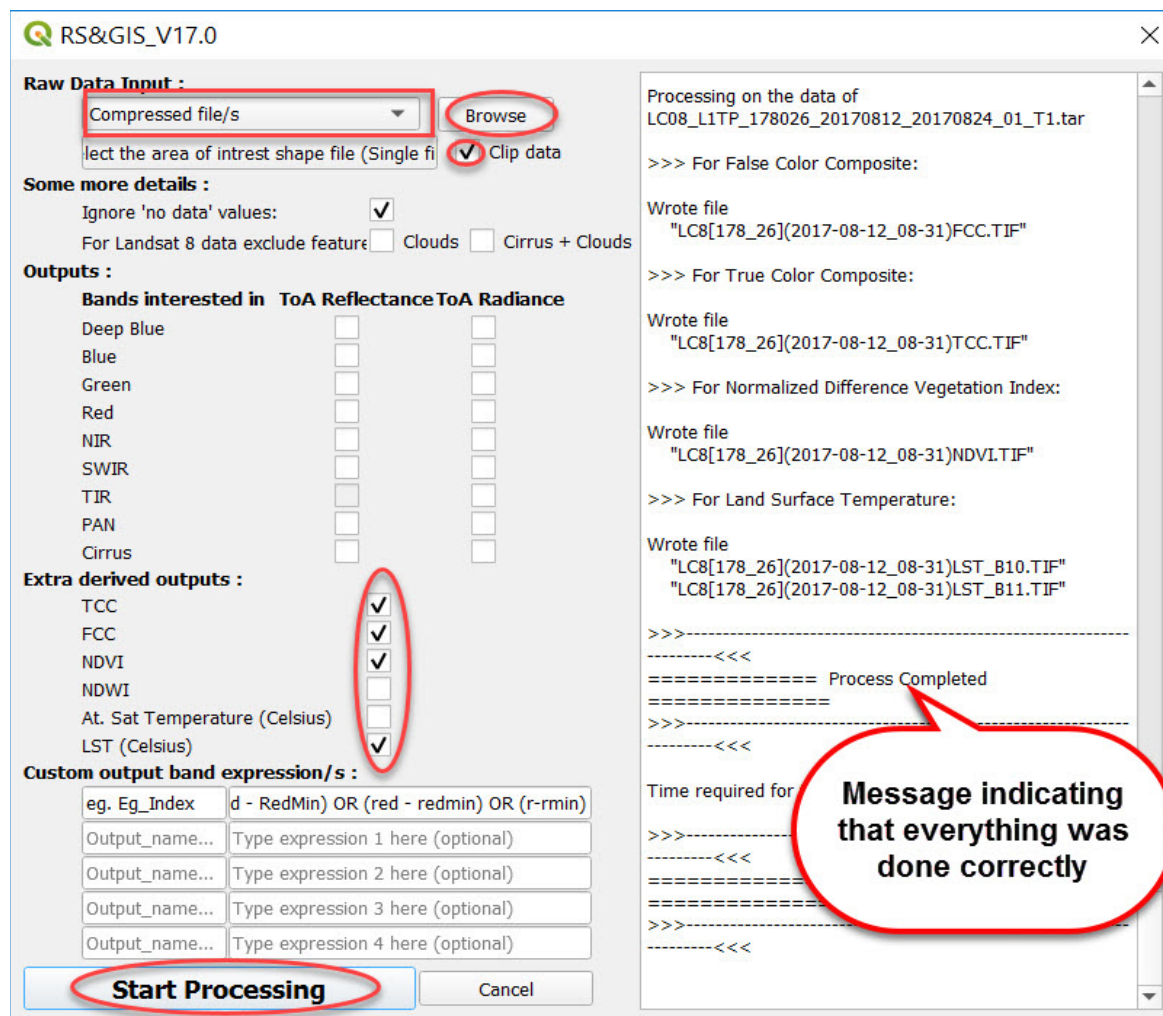 RS&GIS_V17.0
Raw Data Input :
Compressed file/s
Browse
lect the area of intrest shape file (Single fi
Clip data
Some more details :
Ignore 'no data' values:
For Landsat 8 data exclude feature
Clouds
Cirrus + Clouds
Outputs :
Bands interested in ToA Reflectance ToA Radiance
Deep Blue
Blue
Green
Red
NIR
SWIR
TIR
PAN
Cirrus
Extra derived outputs :
TCC
FCC
NDVI
NDWI
At. Sat Temperature (Celsius)
LST (Celsius)
Custom output band expression/s :
eg. Eg_Index
d - RedMin) OR (red - redmin) OR (r-rmin)
Output_name...
Type expression 1 here (optional)
Output_name...
Type expression 2 here (optional)
Output_name...
Type expression 3 here (optional)
Output_name...
Type expression 4 here (optional)
Start Processing
Cancel
Processing on the data of
LC08_L1TP_178026_20170812_20170824_01_T1.tar
>>> For False Color Composite:
Wrote file
"LC8[178_26](2017-08-12_08-31)FCC.TIF"
>>> For True Color Composite:
Wrote file
"LC8[178_26](2017-08-12_08-31)TCC.TIF"
>>> For Normalized Difference Vegetation Index:
Wrote file
"LC8[178_26](2017-08-12_08-31)NDVI.TIF"
>>> For Land Surface Temperature:
Wrote file
"LC8[178_26](2017-08-12_08-31)LST_B10.TIF"
"LC8[178_26](2017-08-12_08-31)LST_B11.TIF"
>>>-------------------------------------------------------------
---------<<<
============= Process Completed
==============
>>>-------------------------------------------------------------
---------<<<
Time required for
>>>-------------
---------<<<
============
============
>>>-------------
---------<<<
Message indicating
that everything was
done correctly